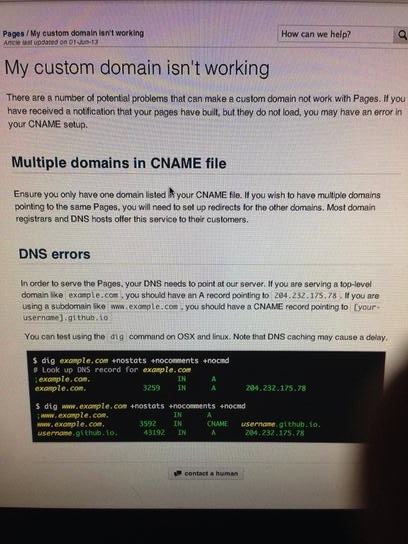 Pages / My custom domain isn't working
Article last updated on 01-Jun-13
How can we help?
My custom domain isn't working
There are a number of potential problems that can make a custom domain not work with Pages. If you
have received a notification that your pages have built, but they do not load, you may have an error in
your CNAME setup.
Multiple domains in CNAME file
Ensure you only have one domain listed in your CNAME file. If you wish to have multiple domains
pointing to the same Pages, you will need to set up redirects for the other domains. Most domain
registrars and DNS hosts offer this service to their customers.
DNS errors
In order to serve the Pages, your DNS needs to point at our server. If you are serving a top-level
domain like example.com, you should have an A record pointing to 204.232.175.78. If you are
using a subdomain like www.example.com, you should have a CNAME record pointing to [your-
username].github.io
You can test using the dig command on OSX and linux. Note that DNS caching may cause a delay.
$ dig example.com +nostats +nocomments +nocmd
# Look up DNS record for example.com
;example.com. IN A
example.com. 3259 IN A 204.232.175.78
$ dig www.example.com +nostats +nocomments +nocmd
;www.example.com. IN A
www.example.com. 3592 IN CNAME username.github.io.
username.github.io. 43192 IN A 204.232.175.78
contact a human